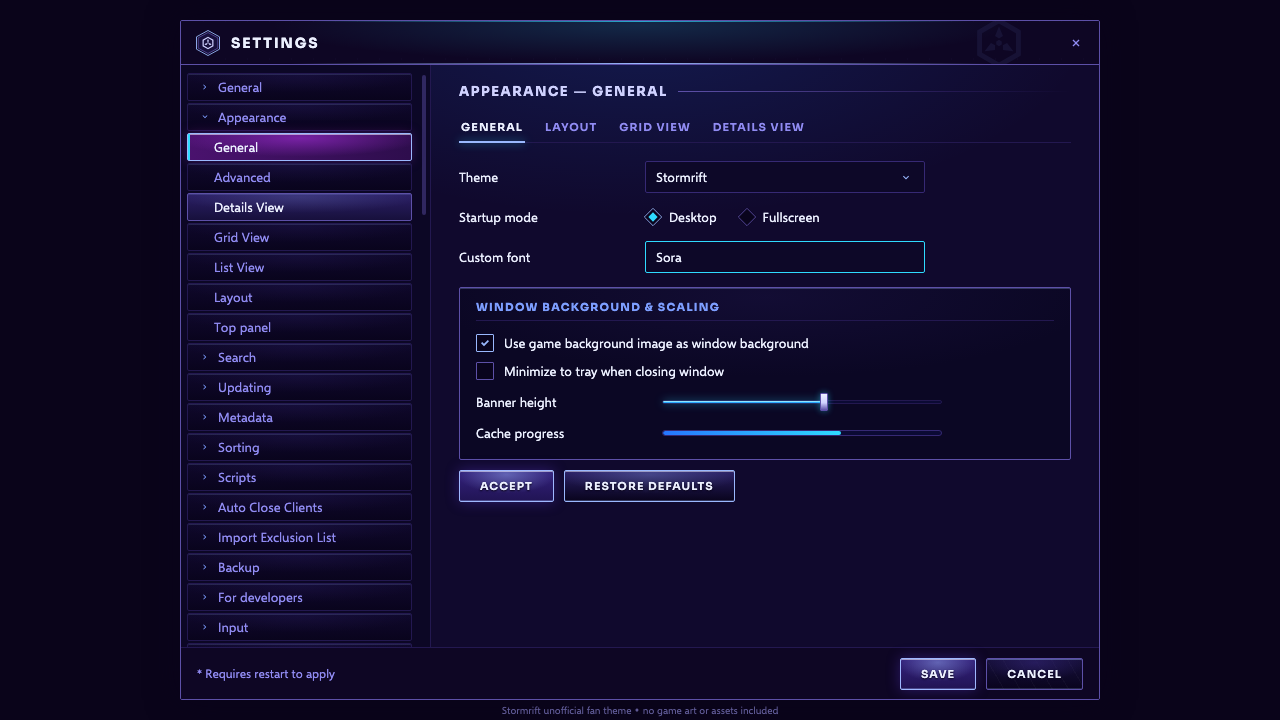 SETTINGS
×
General
Appearance
General
Advanced
Details View
Grid View
List View
Layout
Top panel
Search
Updating
Metadata
Sorting
Scripts
Auto Close Clients
Import Exclusion List
Backup
For developers
Input
APPEARANCE — GENERAL
GENERAL LAYOUT GRID VIEW DETAILS VIEW
Theme Stormrift
Startup mode Desktop Fullscreen
Custom font Sora
WINDOW BACKGROUND & SCALING
Use game background image as window background
Minimize to tray when closing window
Banner height
Cache progress
ACCEPT RESTORE DEFAULTS
* Requires restart to apply
SAVE CANCEL
Stormrift unofficial fan theme • no game art or assets included